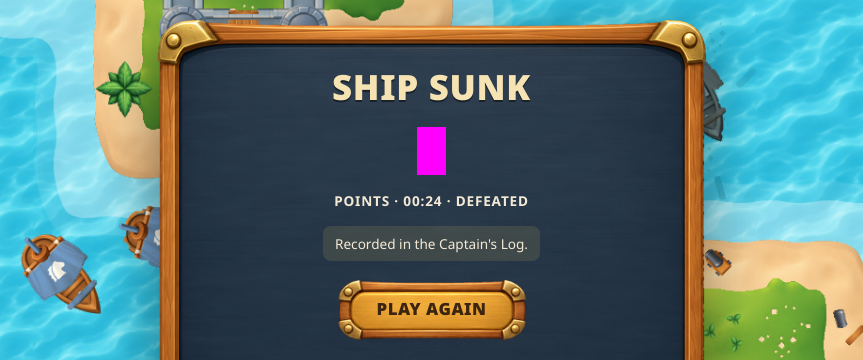 SHIP SUNK
POINTS · 00:24 · DEFEATED
Recorded in the Captain's Log.
PLAY AGAIN